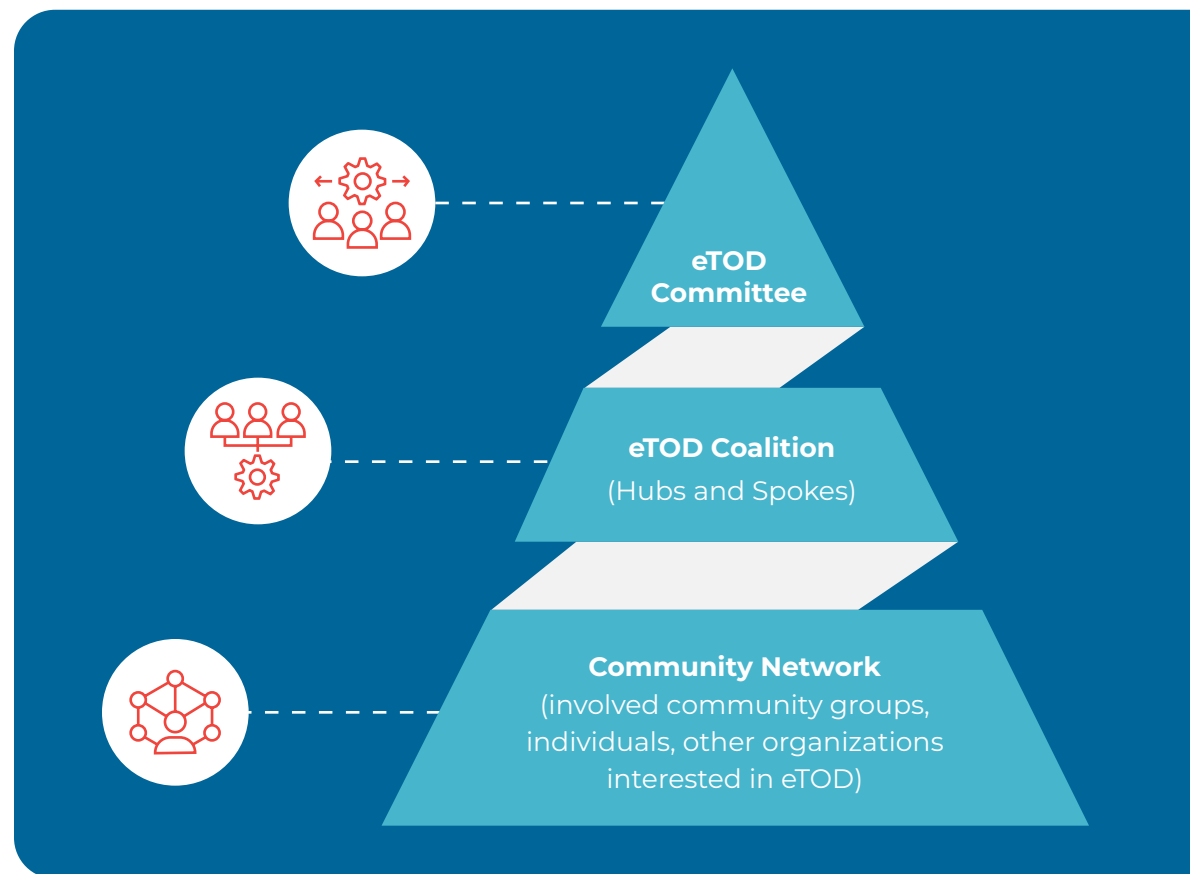 eTOD
Committee
eTOD Coalition
(Hubs and Spokes)
Community Network
(involved community groups,
individuals, other organizations
interested in eTOD)